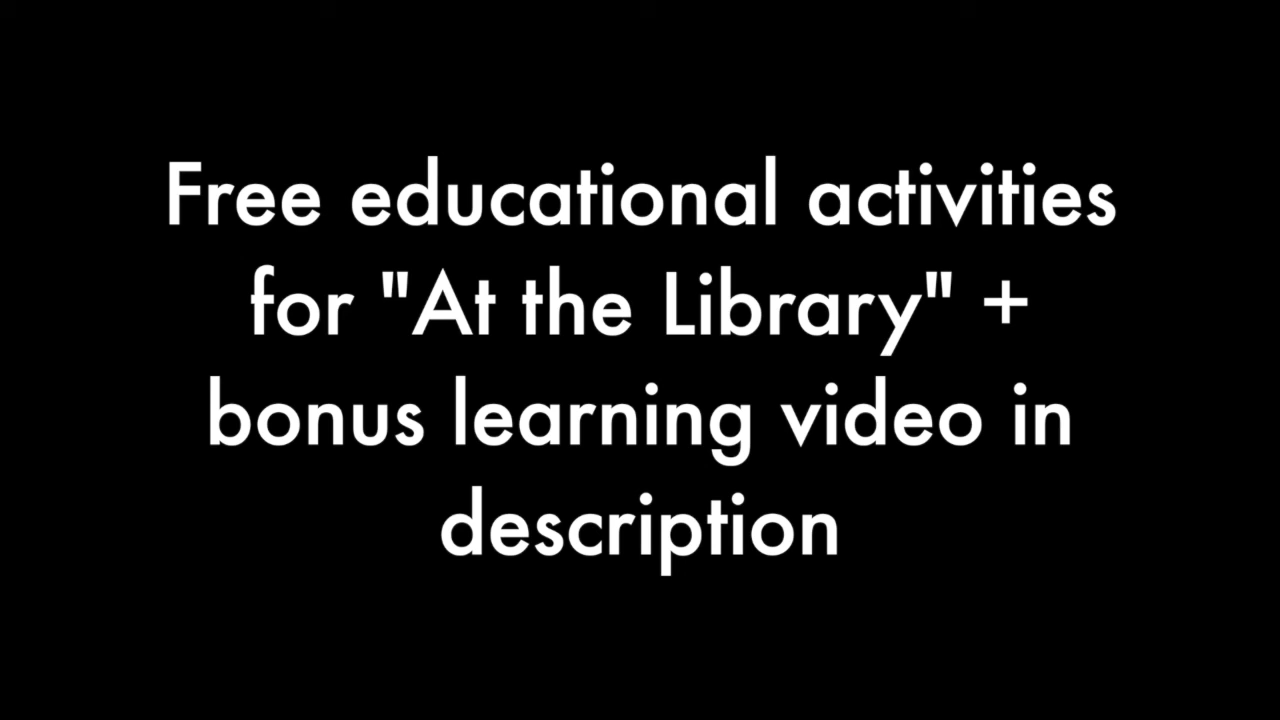 Free educational activities
for "At the Library" +
bonus learning video in
description